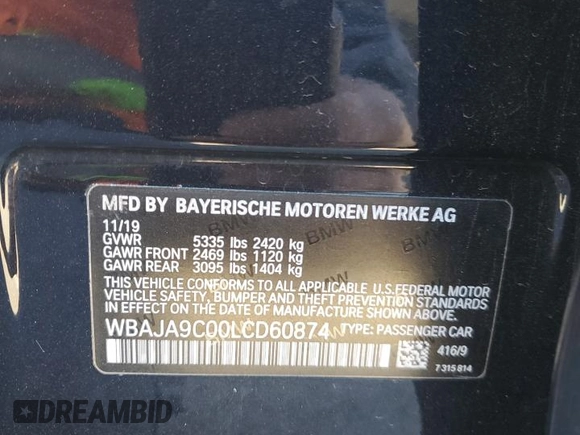 MFD BY BAYERISCHE MOTOREN WERKE AG
11/19
GVWR 5335 lbs 2420 kg
GAWR FRONT 2469 lbs 1120 kg
GAWR REAR 3095 lbs 1404 kg
THIS VEHICLE CONFORMS TO ALL APPLICABLE U.S.FEDERAL MOTOR
VEHICLE SAFETY, BUMPER AND THEFT PREVENTION STANDARDS
IN EFFECT ON THE DATE OF MANUFACTURE SHOWN ABOVE.
WBAJA9C00LCD60874 TYPE: PASSENGER CAR
416/9
7 315 814
DREAMBID